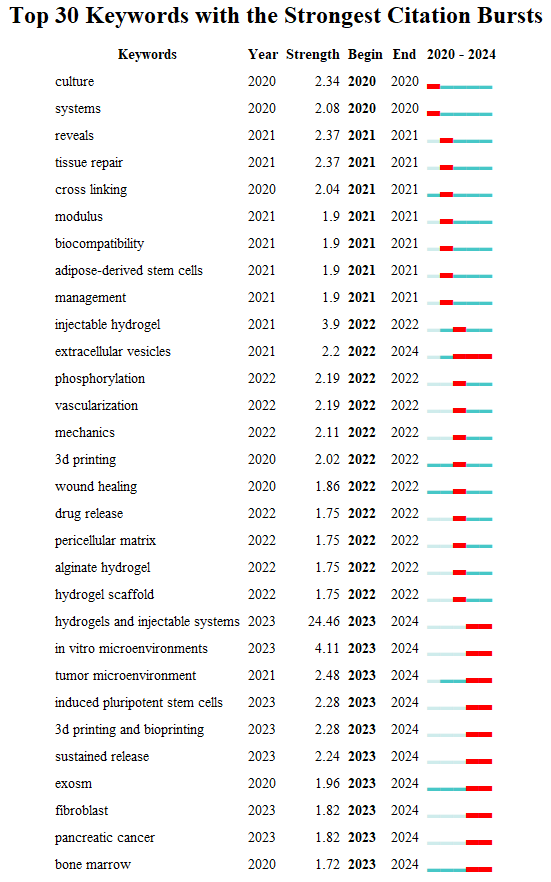 Top 30 Keywords with the Strongest Citation Bursts
Keywords Year Strength Begin End 2020 - 2024
culture 2020 2.34 2020 2020
systems 2020 2.08 2020 2020
reveals 2021 2.37 2021 2021
tissue repair 2021 2.37 2021 2021
cross linking 2020 2.04 2021 2021
modulus 2021 1.9 2021 2021
biocompatibility 2021 1.9 2021 2021
adipose-derived stem cells 2021 1.9 2021 2021
management 2021 1.9 2021 2021
injectable hydrogel 2021 3.9 2022 2022
extracellular vesicles 2021 2.2 2022 2024
phosphorylation 2022 2.19 2022 2022
vascularization 2022 2.19 2022 2022
mechanics 2022 2.11 2022 2022
3d printing 2020 2.02 2022 2022
wound healing 2020 1.86 2022 2022
drug release 2022 1.75 2022 2022
pericellular matrix 2022 1.75 2022 2022
alginate hydrogel 2022 1.75 2022 2022
hydrogel scaffold 2022 1.75 2022 2022
hydrogels and injectable systems 2023 24.46 2023 2024
in vitro microenvironments 2023 4.11 2023 2024
tumor microenvironment 2021 2.48 2023 2024
induced pluripotent stem cells 2023 2.28 2023 2024
3d printing and bioprinting 2023 2.28 2023 2024
sustained release 2023 2.24 2023 2024
exosm 2020 1.96 2023 2024
fibroblast 2023 1.82 2023 2024
pancreatic cancer 2023 1.82 2023 2024
bone marrow 2020 1.72 2023 2024